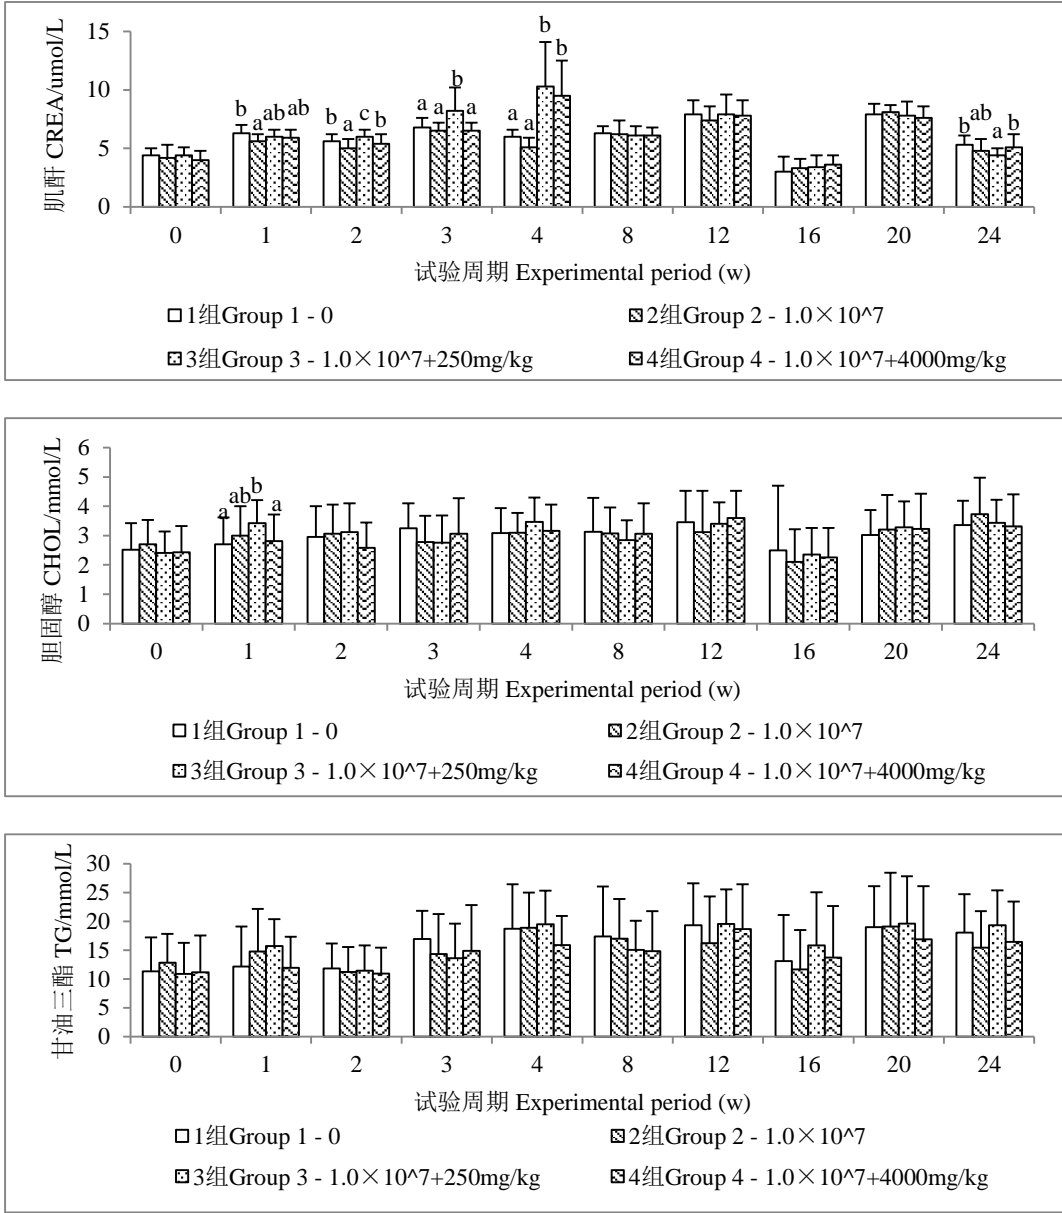 肌酐 CREA/umol/L
15
10
5
0
b a ab ab
b a c b
a a b a
a a b b
b ab a b
0 1 2 3 4 8 12 16 20 24
试验周期 Experimental period (w)
1组Group 1 - 0 2组Group 2 - 1.0×10^7
3组Group 3 - 1.0×10^7+250mg/kg 4组Group 4 - 1.0×10^7+4000mg/kg
胆固醇 CHOL/mmol/L
6
5
4
3
2
1
0
a ab b a
0 1 2 3 4 8 12 16 20 24
试验周期 Experimental period (w)
1组Group 1 - 0 2组Group 2 - 1.0×10^7
3组Group 3 - 1.0×10^7+250mg/kg 4组Group 4 - 1.0×10^7+4000mg/kg
甘油三酯 TG/mmol/L
30
25
20
15
10
5
0
0 1 2 3 4 8 12 16 20 24
试验周期 Experimental period (w)
1组Group 1 - 0 2组Group 2 - 1.0×10^7
3组Group 3 - 1.0×10^7+250mg/kg 4组Group 4 - 1.0×10^7+4000mg/kg